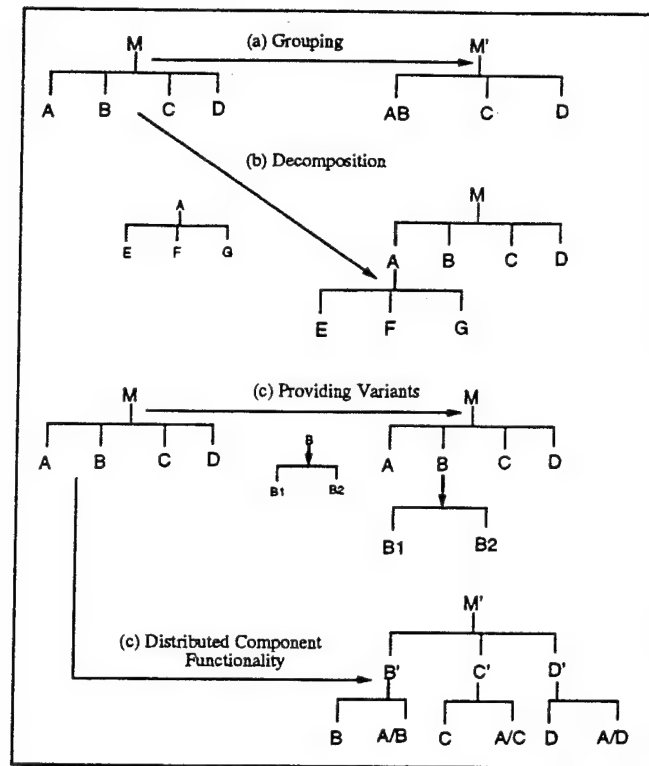 M (a) Grouping M'
A B C D AB C D
(b) Decomposition
A M
E F G A B C D
E F G
M (c) Providing Variants M
A B C D B A B C D
B1 B2
B1 B2
M'
(c) Distributed Component
Functionality B' C' D'
B A/B C A/C D A/D